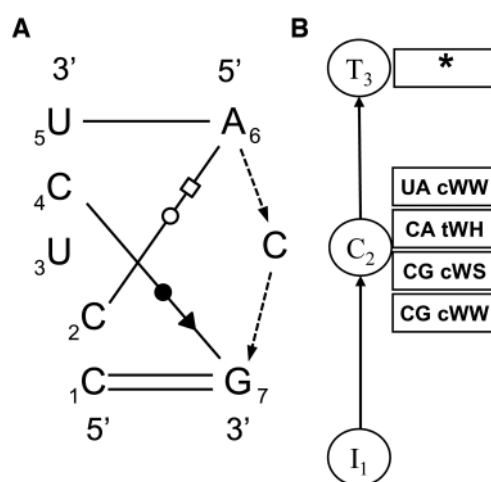 A
3’ 5’
5U A6
4C
C
3U
2C
1C G7
5’ 3’
B
T3 *
UA cWW
CA tWH
C2
CG cWS
CG cWW
I1